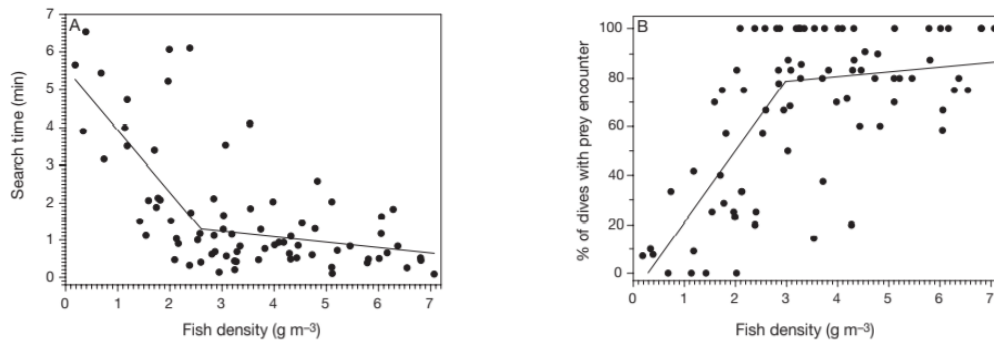 A
7
6
5
4
3
2
1
0
Search time (min)
0 1 2 3 4 5 6 7
Fish density (g m–3)
B
100
80
60
40
20
0
% of dives with prey encounter
0 1 2 3 4 5 6 7
Fish density (g m–3)